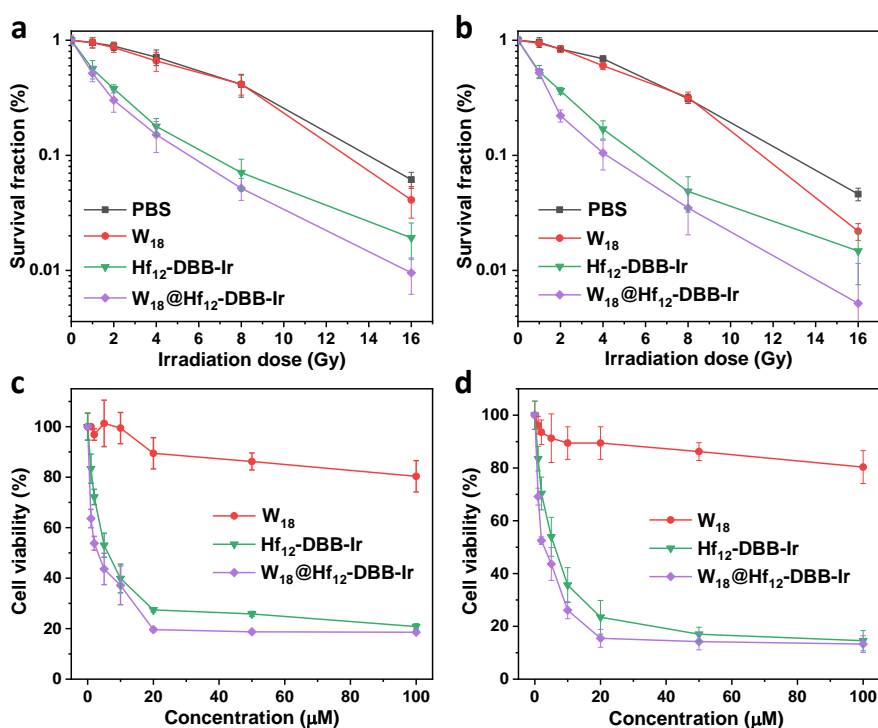 a
Survival fraction (%)
1
0.1
0.01
PBS
W₁₈
Hf₁₂-DBB-Ir
W₁₈@Hf₁₂-DBB-Ir
0 2 4 6 8 10 12 14 16
Irradiation dose (Gy)
b
Survival fraction (%)
1
0.1
0.01
PBS
W₁₈
Hf₁₂-DBB-Ir
W₁₈@Hf₁₂-DBB-Ir
0 2 4 6 8 10 12 14 16
Irradiation dose (Gy)
c
Cell viability (%)
120
100
80
60
40
20
0
W₁₈
Hf₁₂-DBB-Ir
W₁₈@Hf₁₂-DBB-Ir
0 20 40 60 80 100
Concentration (μM)
d
Cell viability (%)
120
100
80
60
40
20
0
W₁₈
Hf₁₂-DBB-Ir
W₁₈@Hf₁₂-DBB-Ir
0 20 40 60 80 100
Concentration (μM)